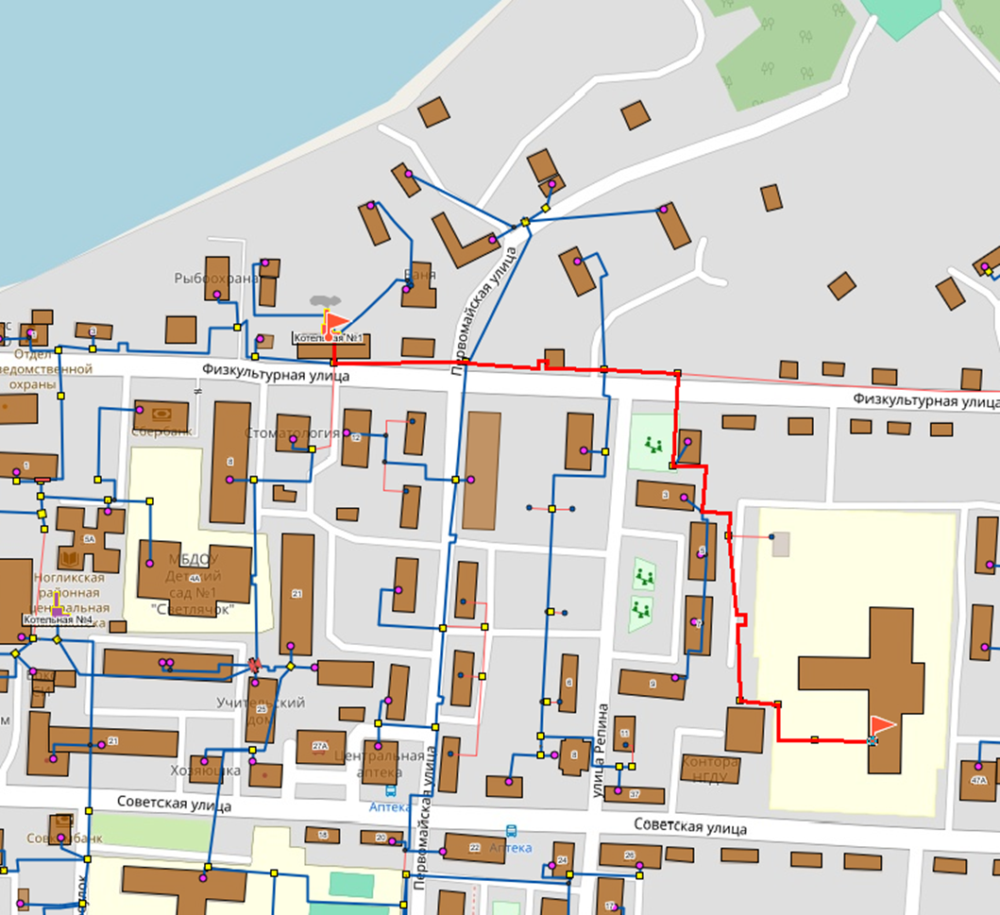 Рыбоохрана
Баня
Котельная №1
Отдел
ведомственной
охраны
Физкультурная улица
Первомайская улица
Физкультурная улица
Сбербанк
Стоматология
12
8
5
3
5
5А
4А
МБДОУ
Детский
сад №1
"Светлячок"
Ногликская
районная
центральная
Котельная №4
21
7
9
6
Учительский
дом
25
21
27А
Центральная
аптека
Хозяюшка
11
8
37
Контора
НГДУ
47А
улица Репина
Первомайская улица
Советская улица
Аптека
Советская улица
Аптека
18
20
22
24
26
17